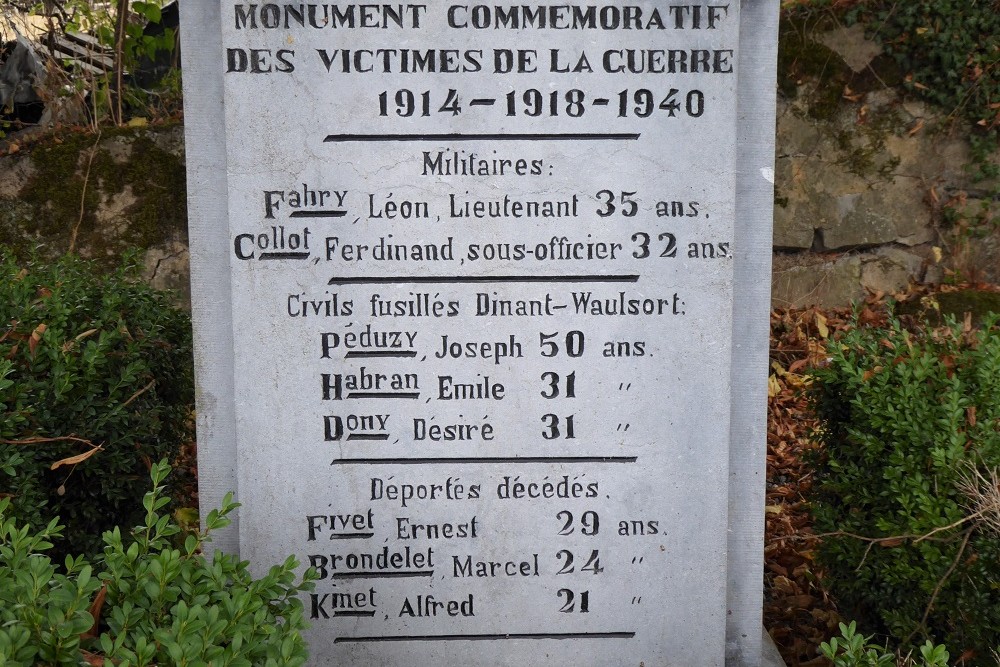 MONUMENT COMMEMORATIF
DES VICTIMES DE LA GUERRE
1914-1918-1940
Militaires:
Fahry, Léon, Lieutenant 35 ans.
Collot, Ferdinand, sous-officier 32 ans.
Civils fusillés Dinant-Waulsort:
Péduzy, Joseph 50 ans.
Habran, Emile 31 "
Dony, Désiré 31 "
Déportés décédés.
Fivet, Ernest 29 ans.
Brondelet, Marcel 24 "
Kinet, Alfred 21 "